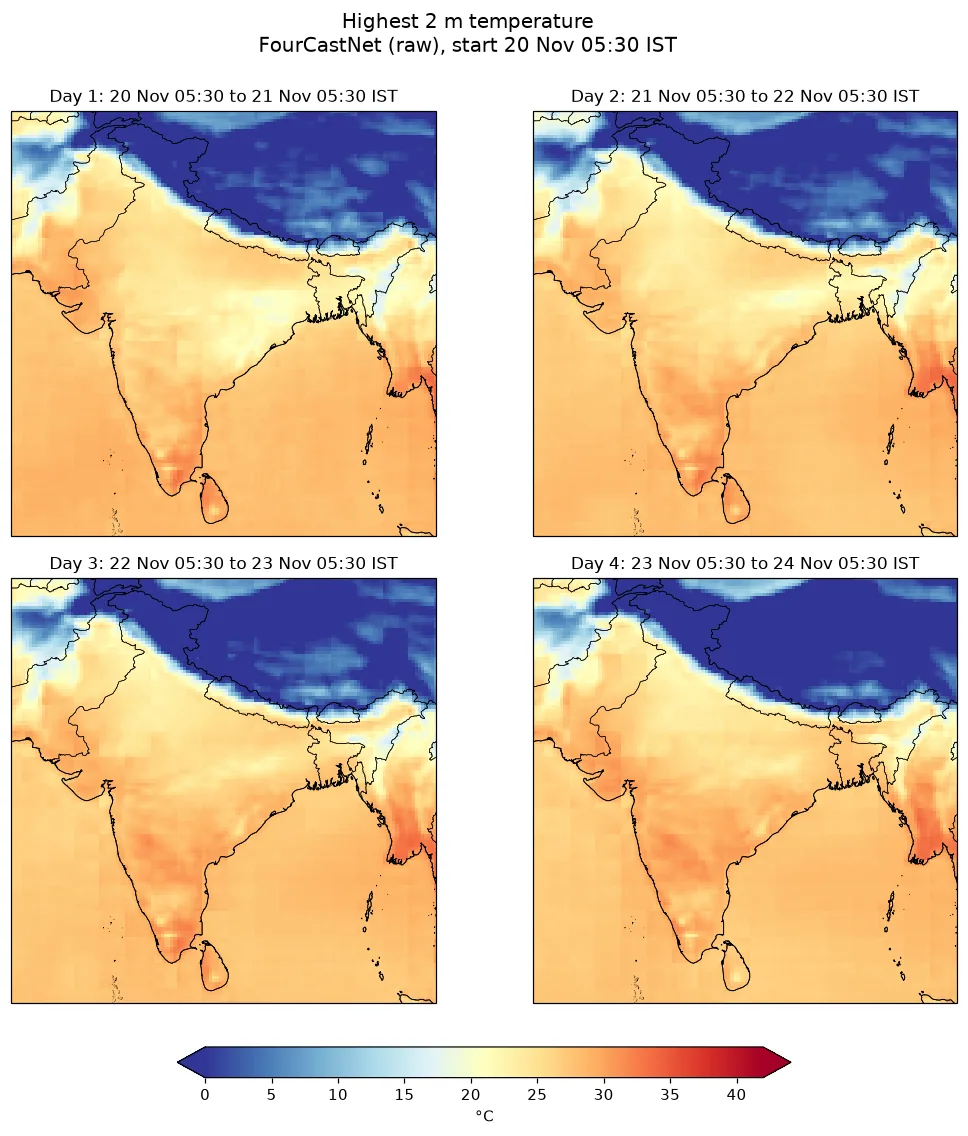 Highest 2 m temperature
FourCastNet (raw), start 20 Nov 05:30 IST
Day 1: 20 Nov 05:30 to 21 Nov 05:30 IST
Day 2: 21 Nov 05:30 to 22 Nov 05:30 IST
Day 3: 22 Nov 05:30 to 23 Nov 05:30 IST
Day 4: 23 Nov 05:30 to 24 Nov 05:30 IST
0 5 10 15 20 25 30 35 40
°C